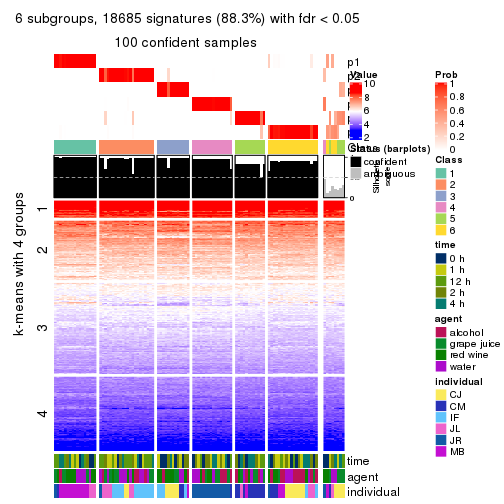 6 subgroups, 18685 signatures (88.3%) with fdr < 0.05
100 confident samples
p1
Value
10
8
6
4
2
Prob
1
0.8
0.6
0.4
0.2
0
Status (barplots)
confident
ambiguous
Silhouette
score
0
Class
1
2
3
4
5
6
time
0 h
1 h
12 h
2 h
4 h
agent
alcohol
grape juice
red wine
water
individual
CJ
CM
IF
JL
JR
MB
k-means with 4 groups
1
2
3
4
time
agent
individual